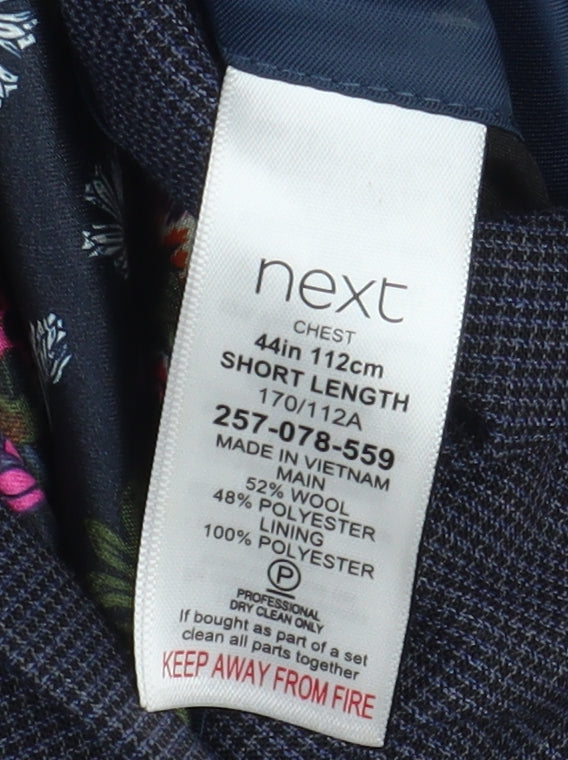 next
CHEST
44in 112cm
SHORT LENGTH
170/112A
257-078-559
MADE IN VIETNAM
MAIN
52% WOOL
48% POLYESTER
LINING
100% POLYESTER
P
PROFESSIONAL
DRY CLEAN ONLY
If bought as part of a set
clean all parts together
KEEP AWAY FROM FIRE